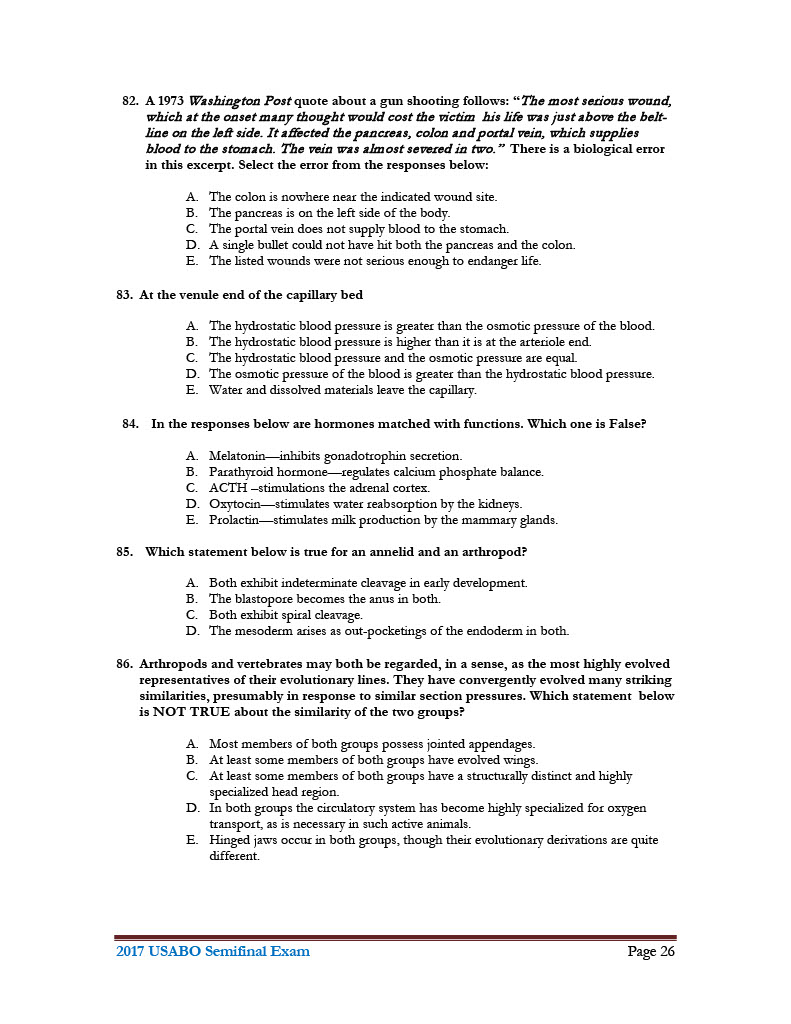 82. A 1973 Washington Post quote about a gun shooting follows: “The most serious wound,
which at the onset many thought would cost the victim his life was just above the belt-
line on the left side. It affected the pancreas, colon and portal vein, which supplies
blood to the stomach. The vein was almost severed in two.” There is a biological error
in this excerpt. Select the error from the responses below:
A. The colon is nowhere near the indicated wound site.
B. The pancreas is on the left side of the body.
C. The portal vein does not supply blood to the stomach.
D. A single bullet could not have hit both the pancreas and the colon.
E. The listed wounds were not serious enough to endanger life.
83. At the venule end of the capillary bed
A. The hydrostatic blood pressure is greater than the osmotic pressure of the blood.
B. The hydrostatic blood pressure is higher than it is at the arteriole end.
C. The hydrostatic blood pressure and the osmotic pressure are equal.
D. The osmotic pressure of the blood is greater than the hydrostatic blood pressure.
E. Water and dissolved materials leave the capillary.
84. In the responses below are hormones matched with functions. Which one is False?
A. Melatonin—inhibits gonadotrophin secretion.
B. Parathyroid hormone—regulates calcium phosphate balance.
C. ACTH –stimulations the adrenal cortex.
D. Oxytocin—stimulates water reabsorption by the kidneys.
E. Prolactin—stimulates milk production by the mammary glands.
85. Which statement below is true for an annelid and an arthropod?
A. Both exhibit indeterminate cleavage in early development.
B. The blastopore becomes the anus in both.
C. Both exhibit spiral cleavage.
D. The mesoderm arises as out-pocketings of the endoderm in both.
86. Arthropods and vertebrates may both be regarded, in a sense, as the most highly evolved
representatives of their evolutionary lines. They have convergently evolved many striking
similarities, presumably in response to similar section pressures. Which statement below
is NOT TRUE about the similarity of the two groups?
A. Most members of both groups possess jointed appendages.
B. At least some members of both groups have evolved wings.
C. At least some members of both groups have a structurally distinct and highly
specialized head region.
D. In both groups the circulatory system has become highly specialized for oxygen
transport, as is necessary in such active animals.
E. Hinged jaws occur in both groups, though their evolutionary derivations are quite
different.
2017 USABO Semifinal Exam Page 26